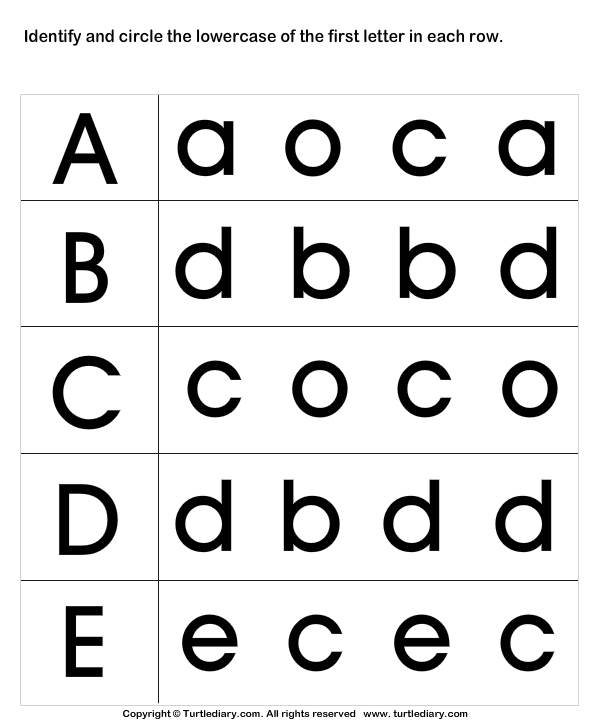 Identify and circle the lowercase of the first letter in each row.
A a o c a
B d b b d
C c o c o
D d b d d
E e c e c
Copyright © Turtlediary.com. All rights reserved www.turtlediary.com